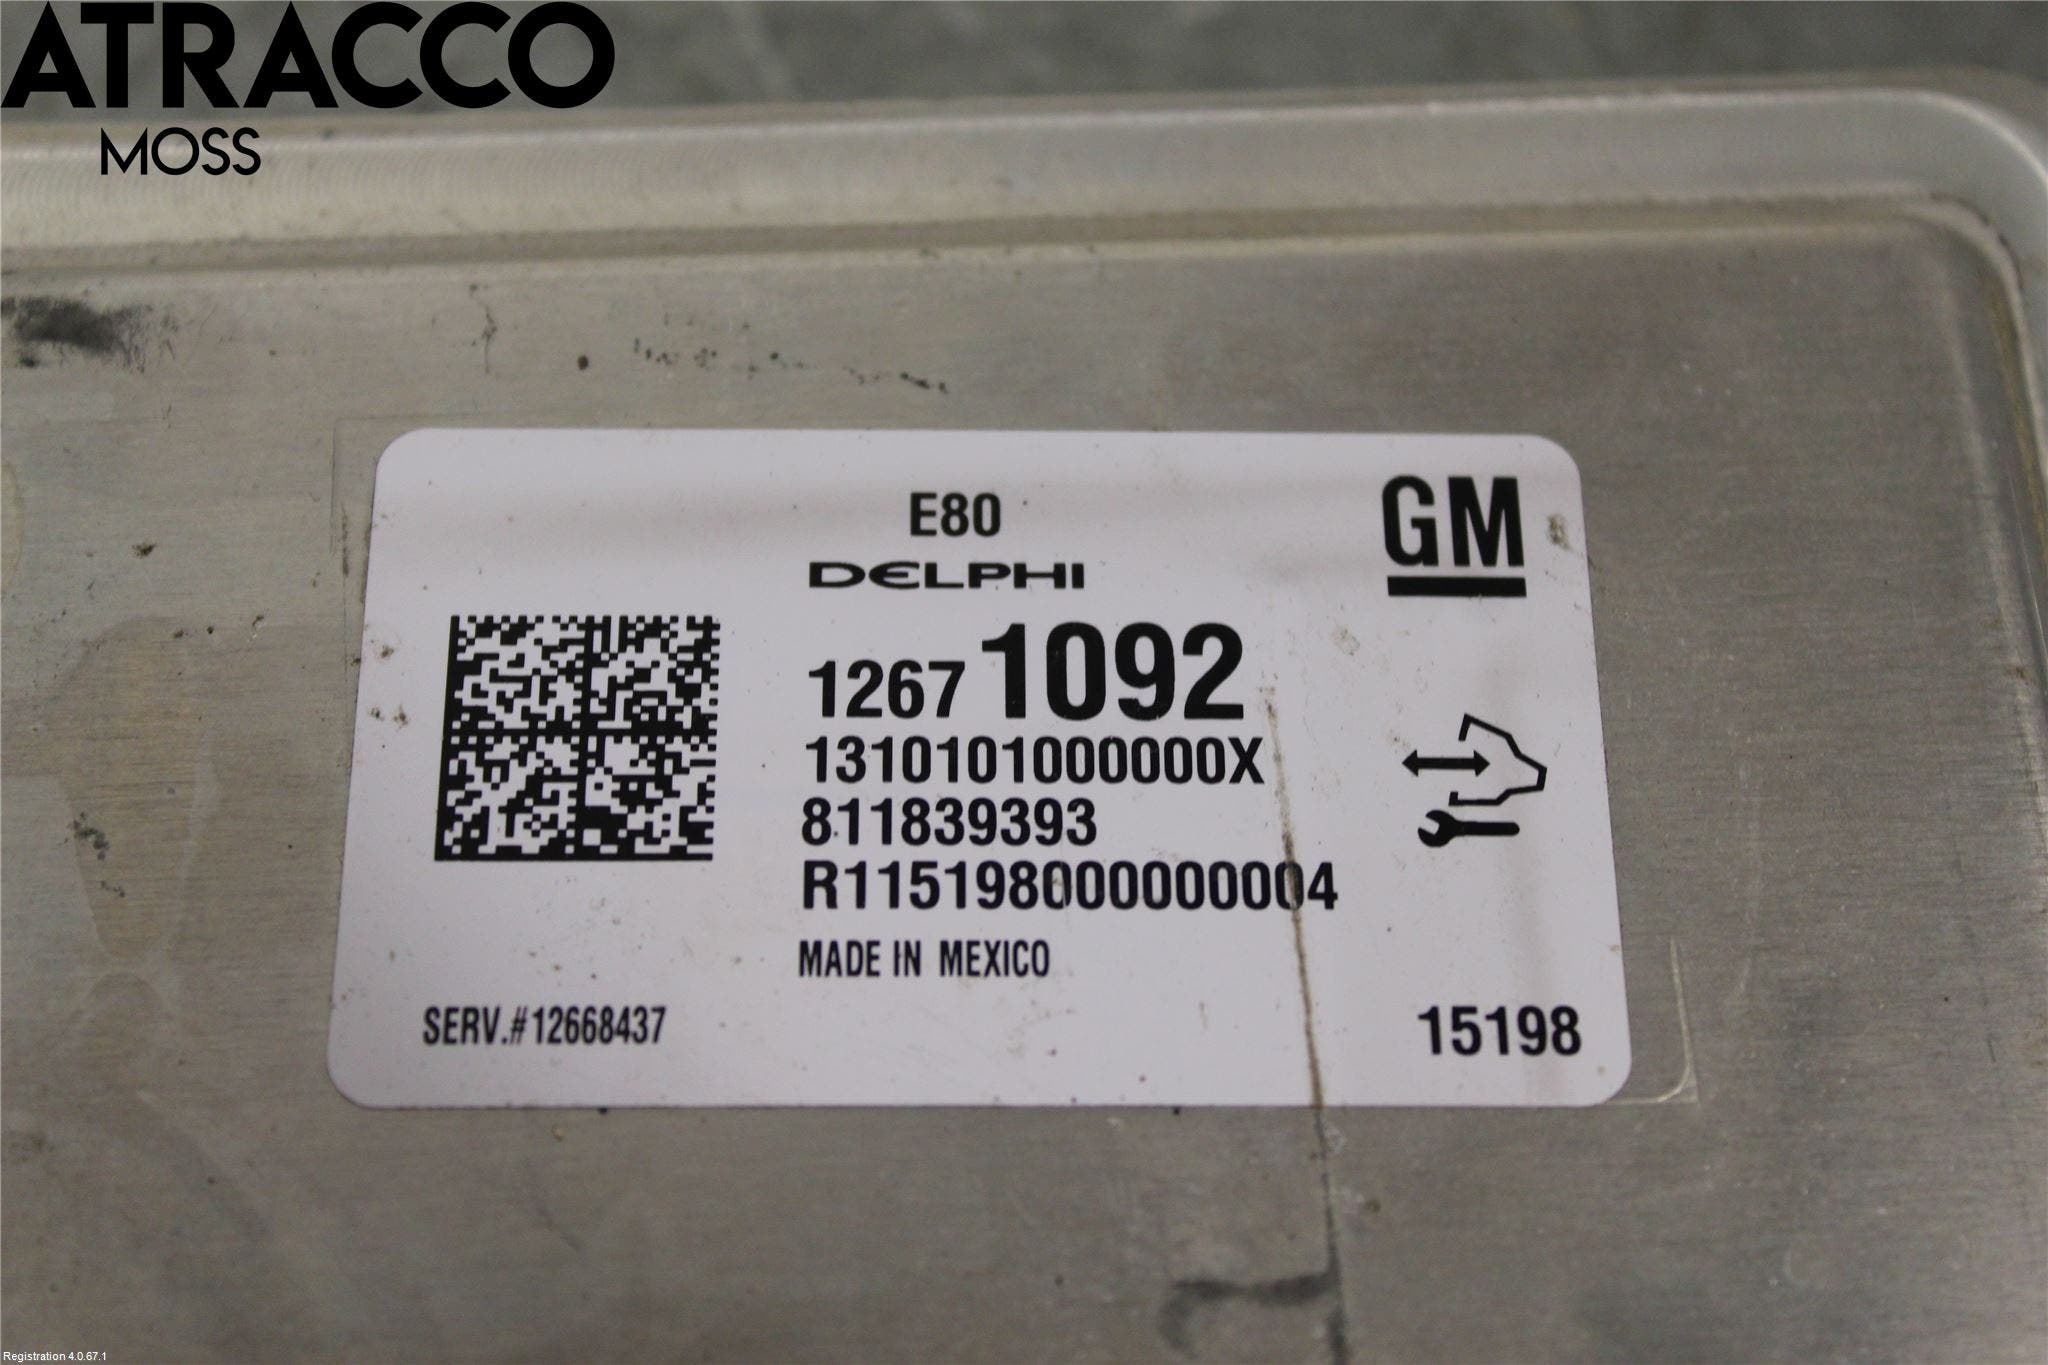 ATRACCO
MOSS
E80
GM
DELPHI
12671092
1310101000000X
811839393
R115198000000004
MADE IN MEXICO
SERV.#12668437
15198
Registration 4.0.67.1